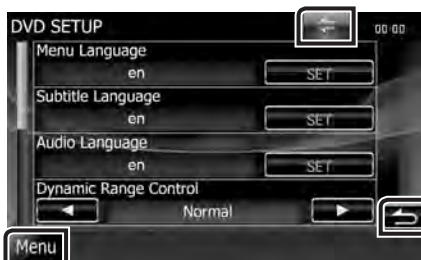 DVD SETUP 00:00
Menu Language
en SET
Subtitle Language
en SET
Audio Language
en SET
Dynamic Range Control
Normal
Menu